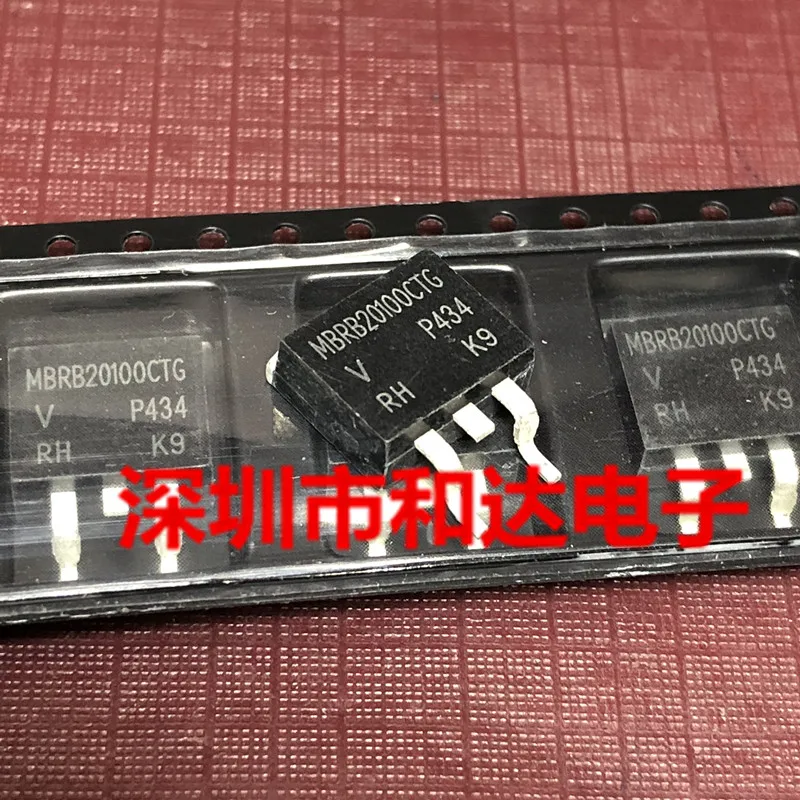 MBRB20100CTG
V P434
RH K9
MBRB20100CTG
V P434
RH K9
MBRB20100CTG
V P434
RH K9
深圳市和达电子